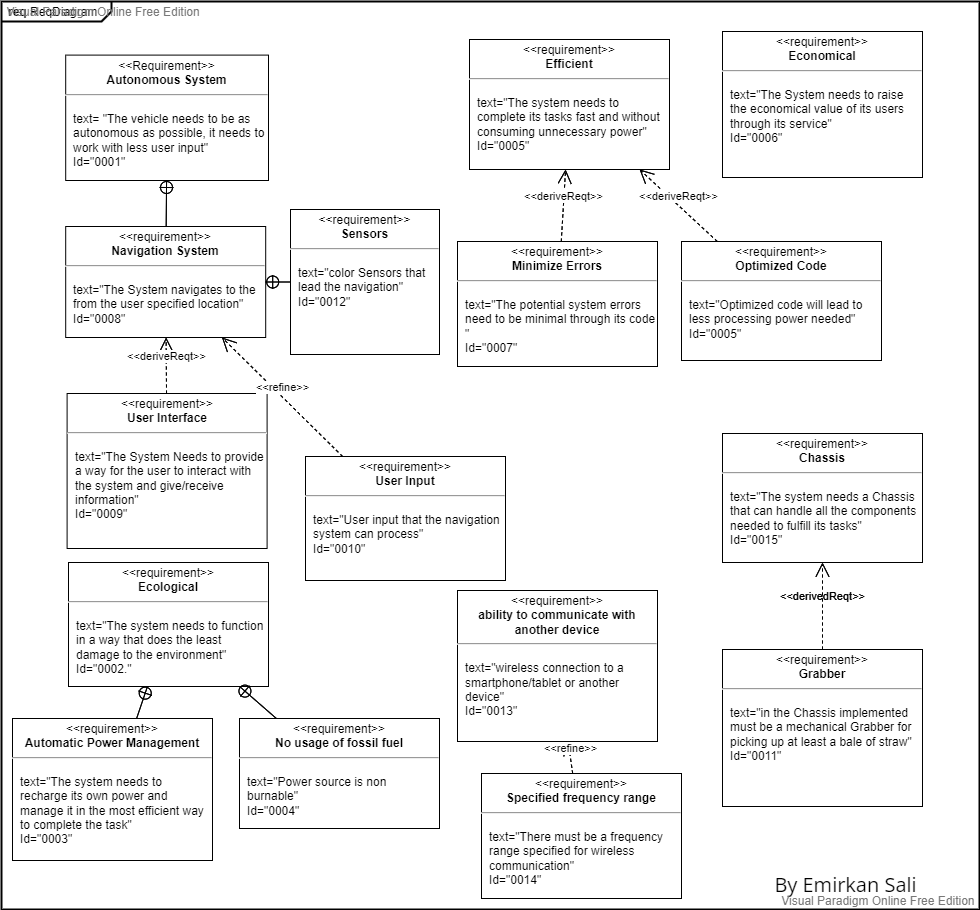 req ReqDiagram
Visual Paradigm Online Free Edition
<<Requirement>>
Autonomous System
text= "The vehicle needs to be as
autonomous as possible, it needs to
work with less user input"
Id="0001"
<<requirement>>
Efficient
text="The system needs to
complete its tasks fast and without
consuming unnecessary power"
Id="0005"
<<requirement>>
Economical
text="The System needs to raise
the economical value of its users
through its service"
Id="0006"
<<deriveReqt>>
<<deriveReqt>>
<<requirement>>
Navigation System
text="The System navigates to the
from the user specified location"
Id="0008"
<<requirement>>
Sensors
text="color Sensors that
lead the navigation"
Id="0012"
<<requirement>>
Minimize Errors
text="The potential system errors
need to be minimal through its code
"
Id="0007"
<<requirement>>
Optimized Code
text="Optimized code will lead to
less processing power needed"
Id="0005"
<<deriveReqt>>
<<refine>>
<<requirement>>
User Interface
text="The System Needs to provide
a way for the user to interact with
the system and give/receive
information"
Id="0009"
<<requirement>>
User Input
text="User input that the navigation
system can process"
Id="0010"
<<requirement>>
Chassis
text="The system needs a Chassis
that can handle all the components
needed to fulfill its tasks"
Id="0015"
<<derivedReqt>>
<<requirement>>
Ecological
text="The system needs to function
in a way that does the least
damage to the environment"
Id="0002."
<<requirement>>
ability to communicate with
another device
text="wireless connection to a
smartphone/tablet or another
device"
Id="0013"
<<refine>>
<<requirement>>
Grabber
text="in the Chassis implemented
must be a mechanical Grabber for
picking up at least a bale of straw"
Id="0011"
<<requirement>>
Automatic Power Management
text="The system needs to
recharge its own power and
manage it in the most efficient way
to complete the task"
Id="0003"
<<requirement>>
No usage of fossil fuel
text="Power source is non
burnable"
Id="0004"
<<requirement>>
Specified frequency range
text="There must be a frequency
range specified for wireless
communication"
Id="0014"
By Emirkan Sali
Visual Paradigm Online Free Edition